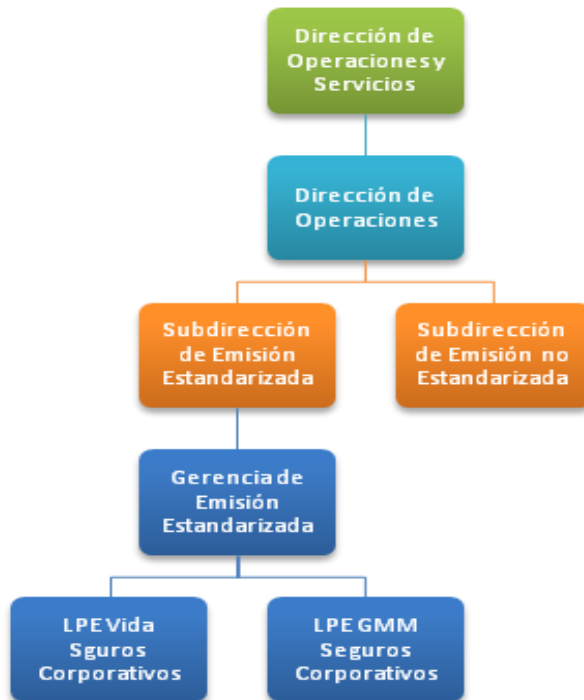 Dirección de
Operaciones y
Servicios
Dirección de
Operaciones
Subdirección
de Emisión
Estandarizada
Subdirección
de Emisión no
Estandarizada
Gerencia de
Emisión
Estandarizada
LPE Vida
Sguros
Corporativos
LPE GMM
Seguros
Corporativos